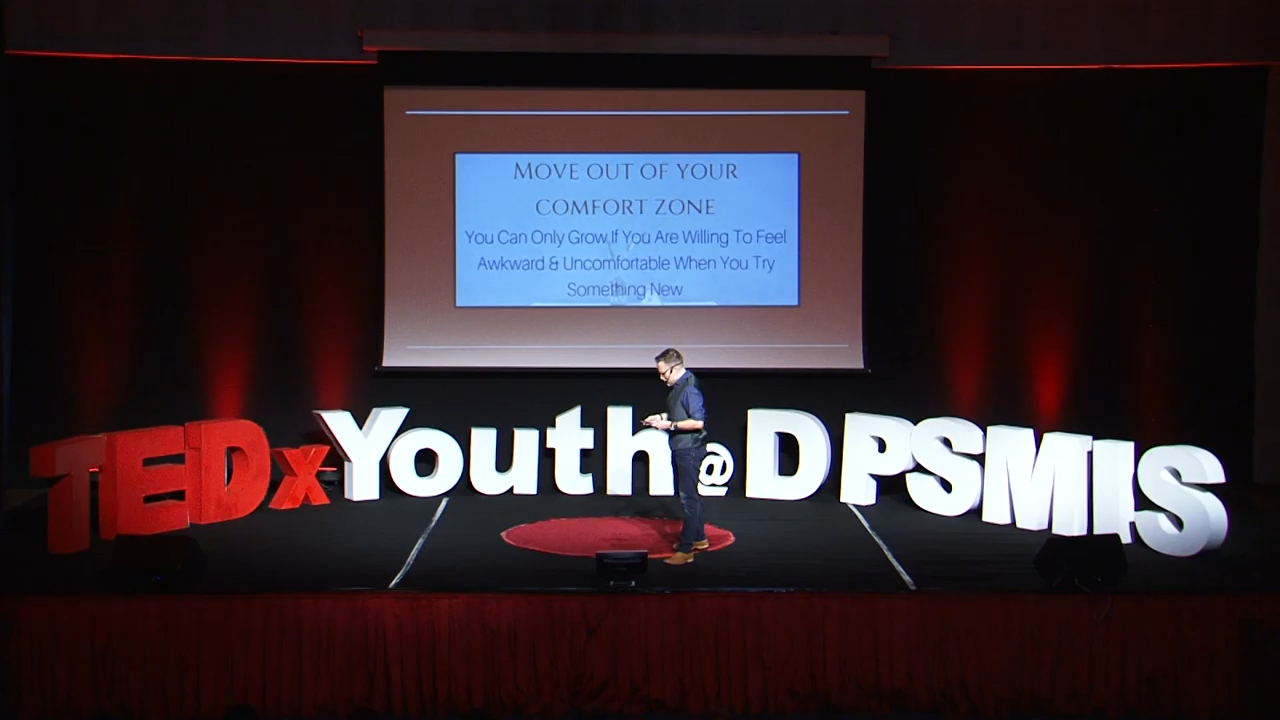 MOVE OUT OF YOUR
COMFORT ZONE
You Can Only Grow If You Are Willing To Feel
Awkward & Uncomfortable When You Try
Something New.
TEDxYouth@DPSMIS